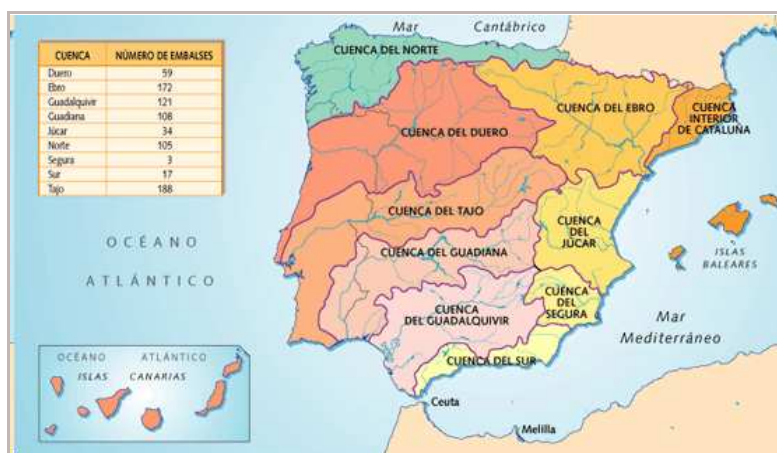 Mar Cantábrico
CUENCA NÚMERO DE EMBALSES
Duero 59
Ebro 172
Guadalquivir 121
Guadiana 108
Júcar 34
Norte 105
Segura 3
Sur 17
Tajo 188
CUENCA DEL NORTE
CUENCA DEL DUERO
CUENCA DEL EBRO
CUENCA
INTERIOR
DE CATALUÑA
CUENCA DEL TAJO
CUENCA
DEL
JÚCAR
ISLAS
BALEARES
OCÉANO
ATLÁNTICO
CUENCA DEL GUADIANA
CUENCA
DEL
SEGURA
CUENCA
DEL GUADALQUIVIR
Mar
Mediterráneo
CUENCA DEL SUR
OCÉANO ATLÁNTICO
ISLAS CANARIAS
Ceuta
Melilla